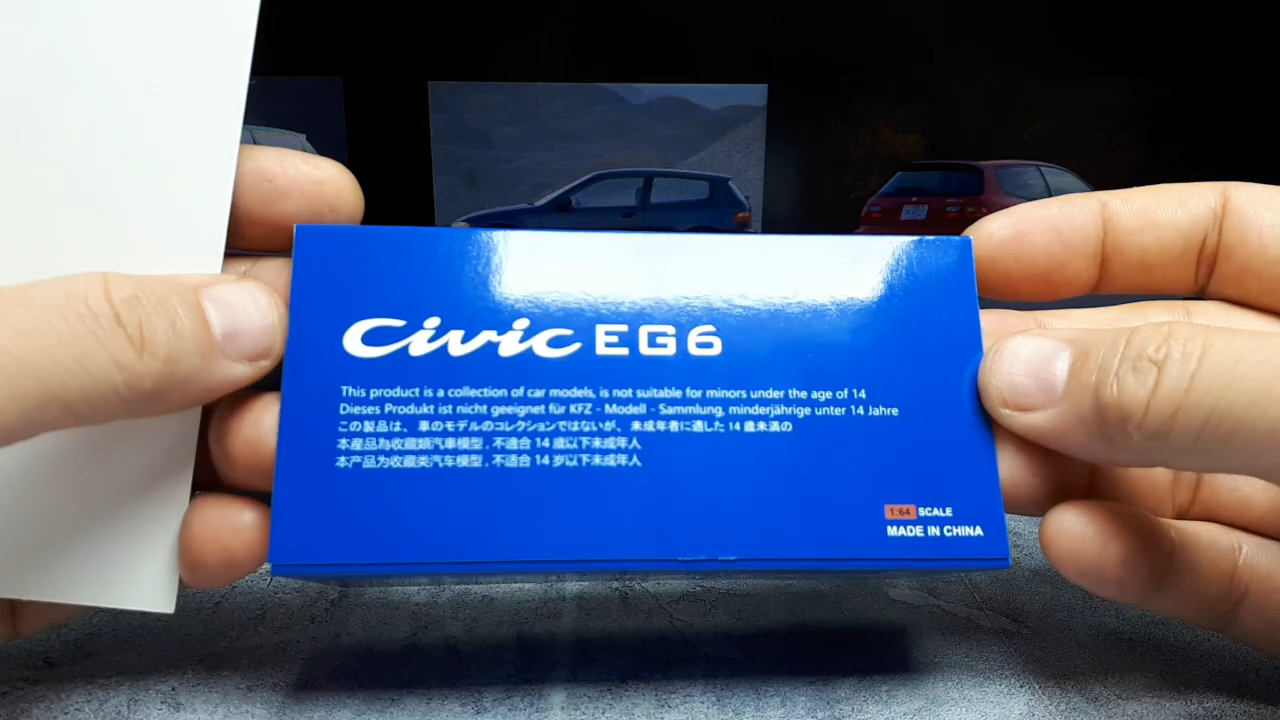 Civic EG6
This product is a collection of car models, is not suitable for minors under the age of 14
Dieses Produkt ist nicht geeignet für KFZ - Modell - Sammlung, minderjährige unter 14 Jahre
この製品は、車のモデルのコレクションではないが、未成年者に適した 14 歳未満の
本產品為收藏類汽車模型 , 不適合 14 歲以下未成年人
本产品为收藏类汽车模型 , 不适合 14 岁以下未成年人
1:64 SCALE
MADE IN CHINA